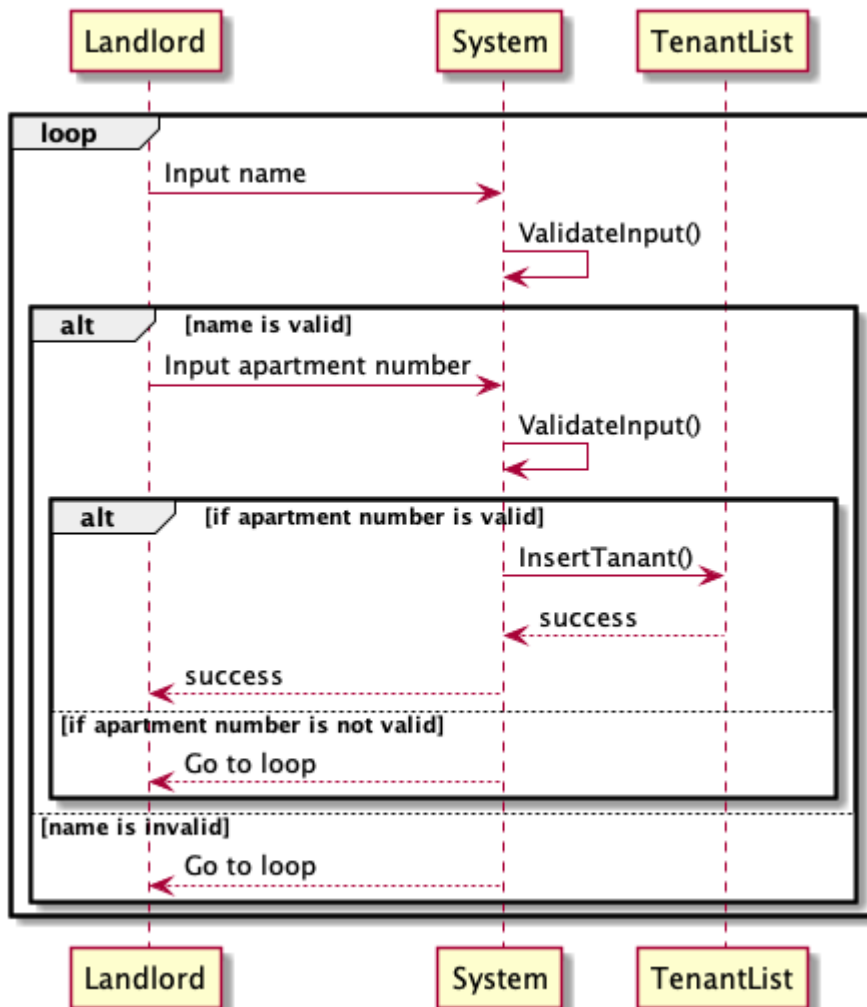 Landlord System TenantList
loop
Input name
ValidateInput()
alt [name is valid]
Input apartment number
ValidateInput()
alt [if apartment number is valid]
InsertTanant()
success
success
[if apartment number is not valid]
Go to loop
[name is invalid]
Go to loop
Landlord System TenantList